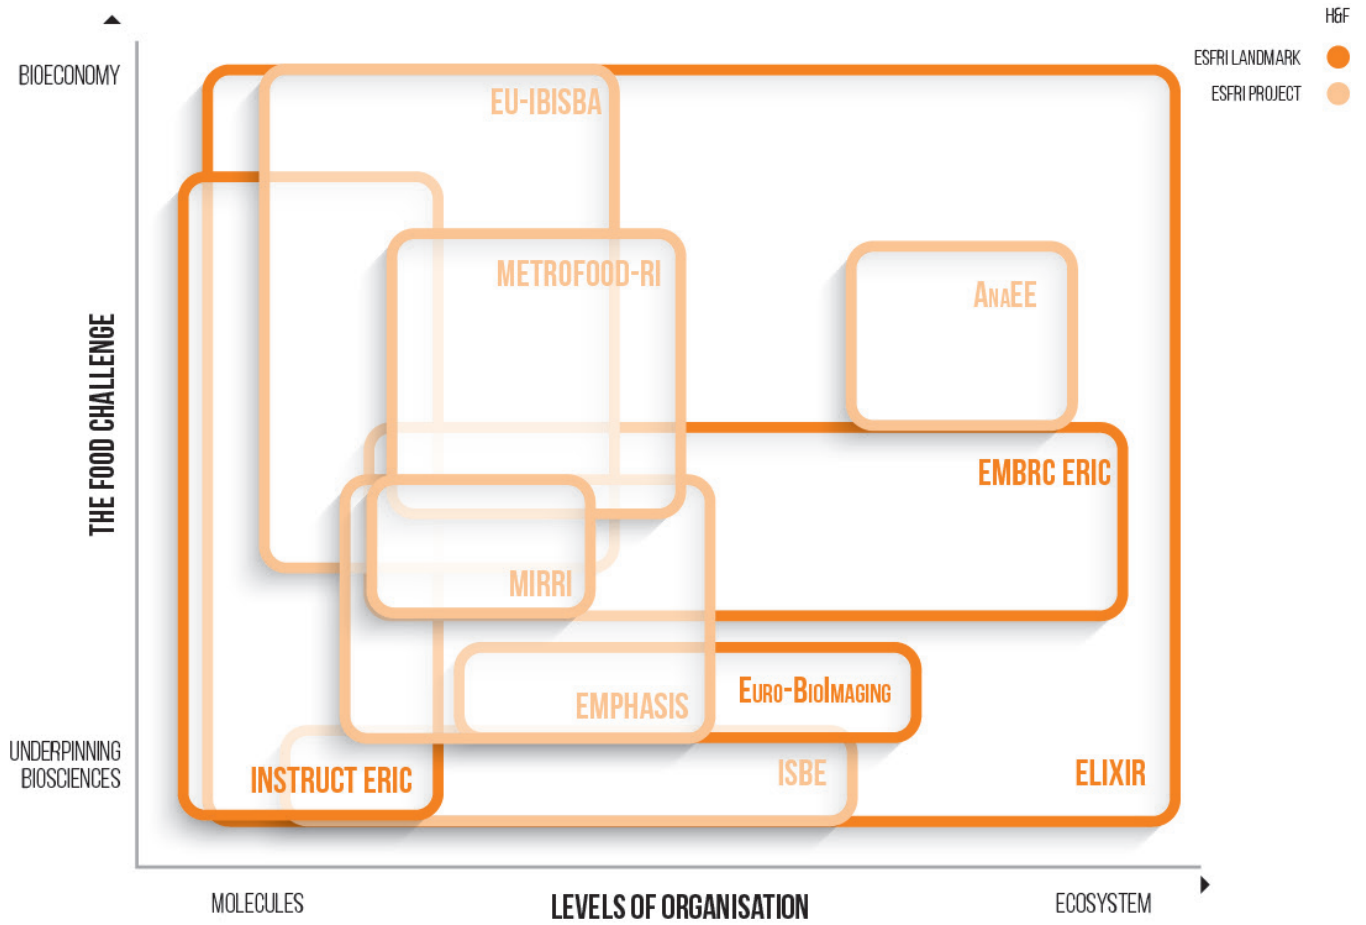 H&F
ESFRI LANDMARK
ESFRI PROJECT
BIOECONOMY
EU-IBISBA
METROFOOD-RI
AnaEE
THE FOOD CHALLENGE
EMBRC ERIC
MIRRI
EMPHASIS
Euro-BioImaging
UNDERPINNING
BIOSCIENCES
INSTRUCT ERIC
ISBE
ELIXIR
MOLECULES
LEVELS OF ORGANISATION
ECOSYSTEM